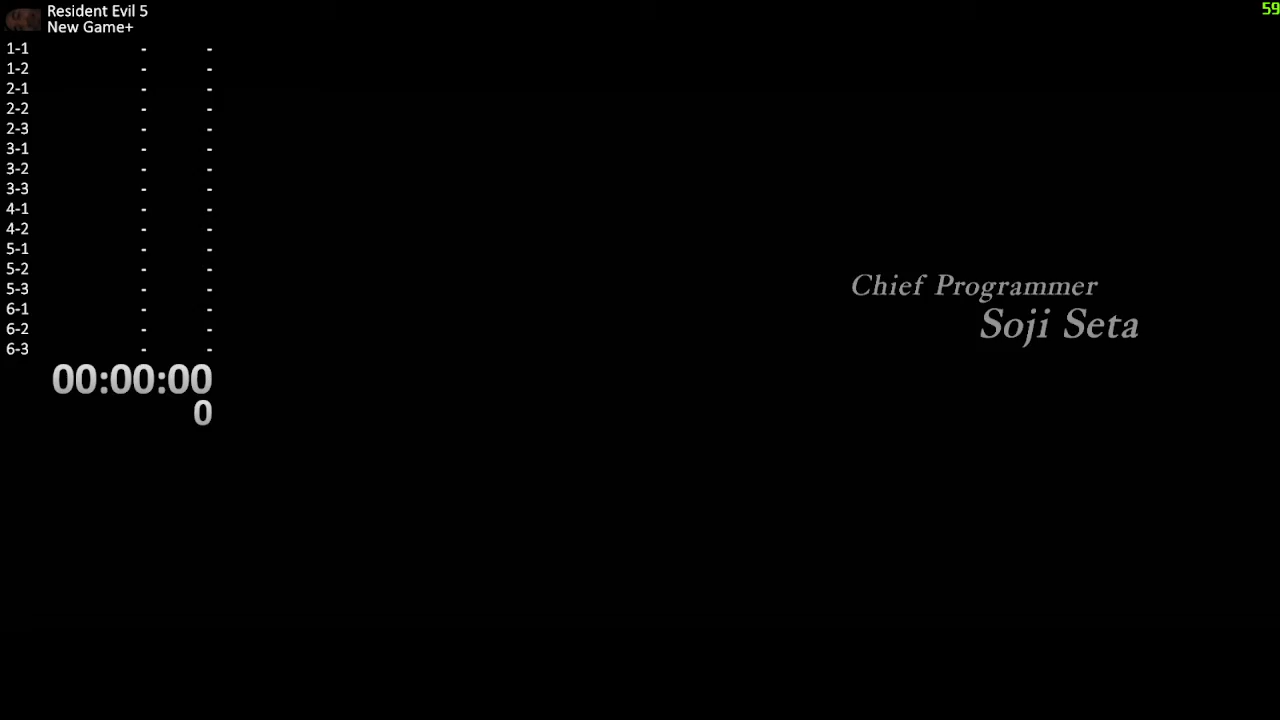 Resident Evil 5
New Game+
59
1-1 - -
1-2 - -
2-1 - -
2-2 - -
2-3 - -
3-1 - -
3-2 - -
3-3 - -
4-1 - -
4-2 - -
5-1 - -
5-2 - -
5-3 - -
6-1 - -
6-2 - -
6-3 - -
00:00:00
0
Chief Programmer
Soji Seta